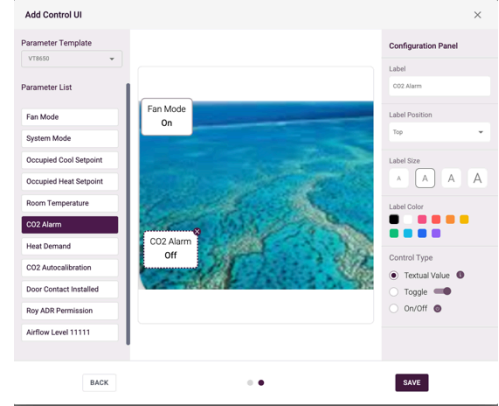 Add Control UI
Parameter Template
VT8650
Parameter List
Fan Mode
System Mode
Occupied Cool Setpoint
Occupied Heat Setpoint
Room Temperature
CO2 Alarm
Heat Demand
CO2 Autocalibration
Door Contact Installed
Roy ADR Permission
Airflow Level 11111
Fan Mode
On
CO2 Alarm
Off
Configuration Panel
Label
CO2 Alarm
Label Position
Top
Label Size
A A A A
Label Color
Control Type
Textual Value
Toggle
On/Off
BACK
SAVE